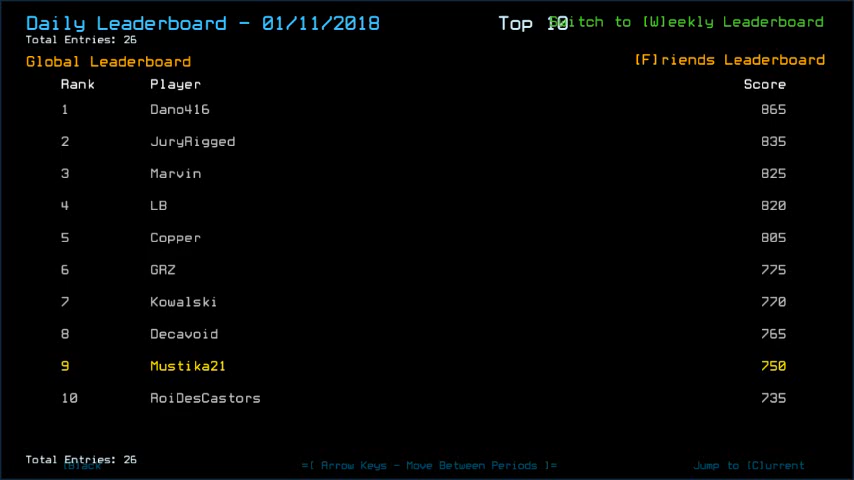 Daily Leaderboard - 01/11/2018 Top 10 Switch to [W]eekly Leaderboard
Total Entries: 26
Global Leaderboard [F]riends Leaderboard
Rank Player Score
1 Dano416 865
2 JuryRigged 835
3 Marvin 825
4 LB 820
5 Copper 805
6 GRZ 775
7 Kowalski 770
8 Decavoid 765
9 Mustika21 750
10 RoiDesCastors 735
Total Entries: 26
=[ Arrow Keys - Move Between Periods ]= Jump to [C]urrent